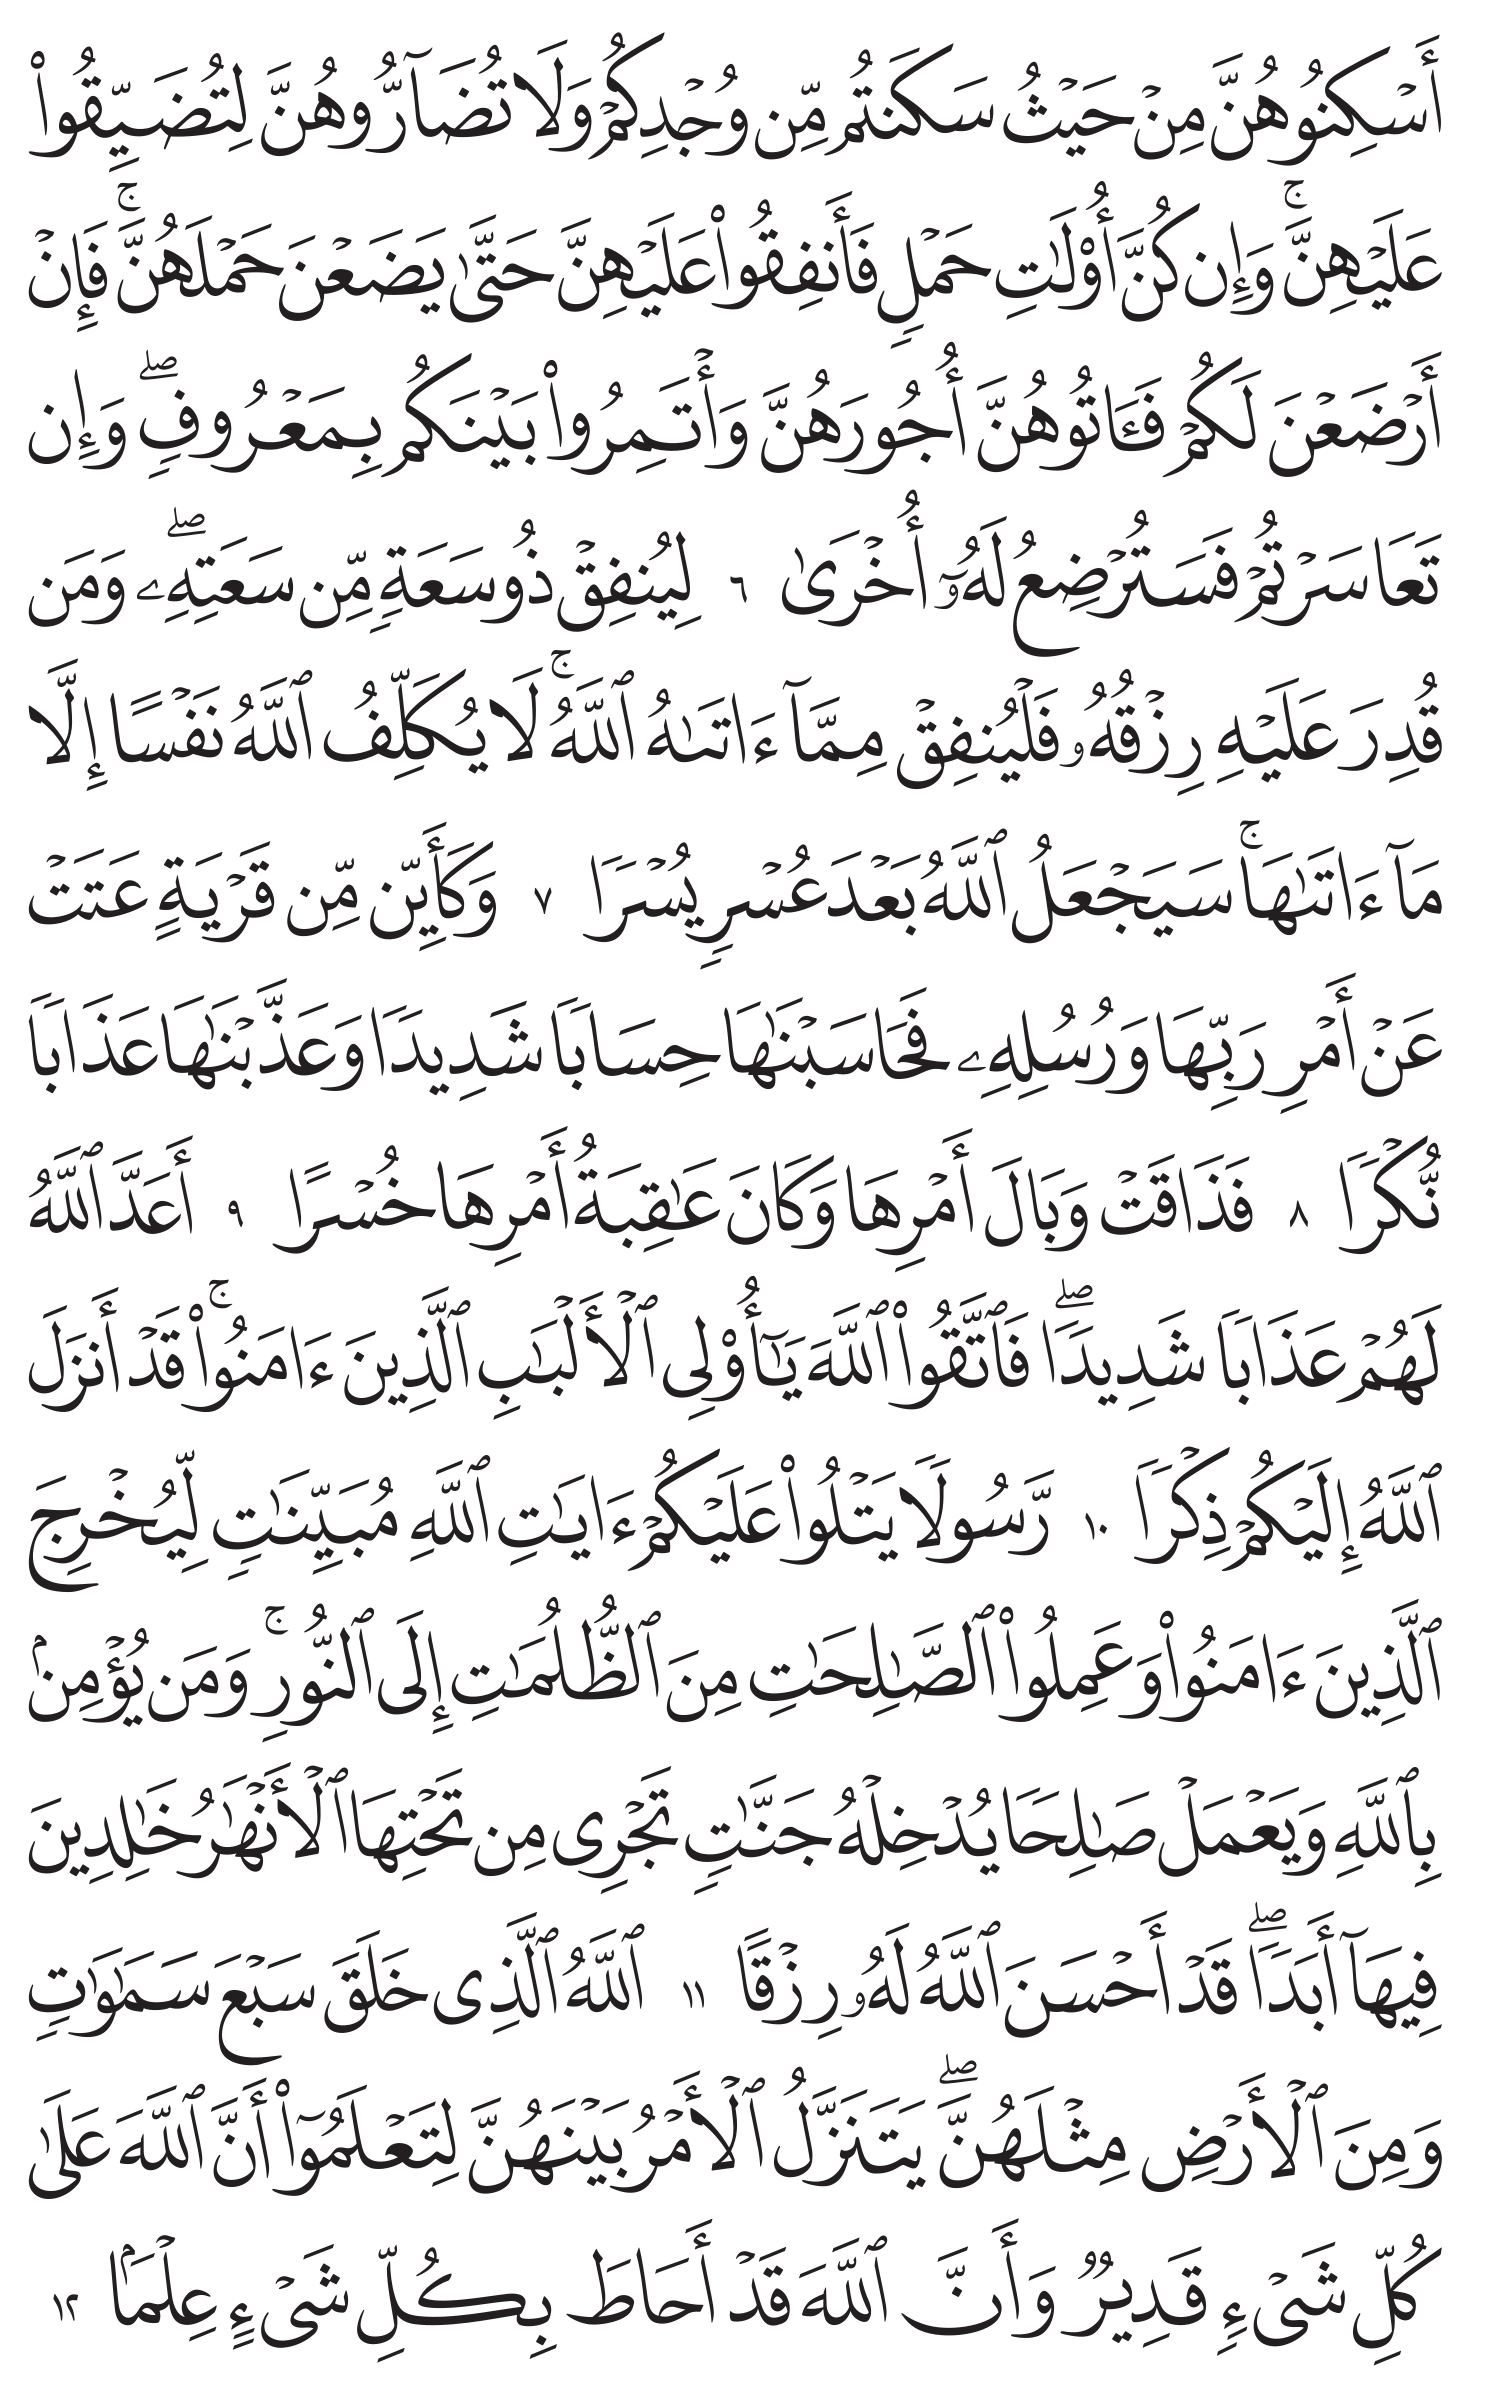 أَسۡكِنُوهُنَّ مِنۡ حَيۡثُ سَكَنتُم مِّن وُجۡدِكُمۡ وَلَا تُضَآرُّوهُنَّ لِتُضَيِّقُواْ
عَلَيۡهِنَّۚ وَإِن كُنَّ أُوْلَٰتِ حَمۡلٖ فَأَنفِقُواْ عَلَيۡهِنَّ حَتَّىٰ يَضَعۡنَ حَمۡلَهُنَّۚ فَإِنۡ
أَرۡضَعۡنَ لَكُمۡ فَـَٔاتُوهُنَّ أُجُورَهُنَّ وَأۡتَمِرُواْ بَيۡنَكُم بِمَعۡرُوفٖۖ وَإِن
تَعَاسَرۡتُمۡ فَسَتُرۡضِعُ لَهُۥٓ أُخۡرَىٰ ٦ لِيُنفِقۡ ذُو سَعَةٖ مِّن سَعَتِهِۦۖ وَمَن
قُدِرَ عَلَيۡهِ رِزۡقُهُۥ فَلۡيُنفِقۡ مِمَّآ ءَاتَىٰهُ ٱللَّهُۚ لَا يُكَلِّفُ ٱللَّهُ نَفۡسًا إِلَّا
مَآ ءَاتَىٰهَاۚ سَيَجۡعَلُ ٱللَّهُ بَعۡدَ عُسۡرٖ يُسۡرٗا ٧ وَكَأَيِّن مِّن قَرۡيَةٍ عَتَتۡ
عَنۡ أَمۡرِ رَبِّهَا وَرُسُلِهِۦ فَحَاسَبۡنَٰهَا حِسَابٗا شَدِيدٗا وَعَذَّبۡنَٰهَا عَذَابٗا
نُّكۡرٗا ٨ فَذَاقَتۡ وَبَالَ أَمۡرِهَا وَكَانَ عَٰقِبَةُ أَمۡرِهَا خُسۡرًا ٩ أَعَدَّ ٱللَّهُ
لَهُمۡ عَذَابٗا شَدِيدٗاۖ فَٱتَّقُواْ ٱللَّهَ يَٰٓأُوْلِي ٱلۡأَلۡبَٰبِ ٱلَّذِينَ ءَامَنُواْۚ قَدۡ أَنزَلَ
ٱللَّهُ إِلَيۡكُمۡ ذِكۡرٗا ١٠ رَّسُولٗا يَتۡلُواْ عَلَيۡكُمۡ ءَايَٰتِ ٱللَّهِ مُبَيِّنَٰتٖ لِّيُخۡرِجَ
ٱلَّذِينَ ءَامَنُواْ وَعَمِلُواْ ٱلصَّٰلِحَٰتِ مِنَ ٱلظُّلُمَٰتِ إِلَى ٱلنُّورِۚ وَمَن يُؤۡمِنۢ
بِٱللَّهِ وَيَعۡمَلۡ صَٰلِحٗا يُدۡخِلۡهُ جَنَّٰتٖ تَجۡرِي مِن تَحۡتِهَا ٱلۡأَنۡهَٰرُ خَٰلِدِينَ
فِيهَآ أَبَدٗاۖ قَدۡ أَحۡسَنَ ٱللَّهُ لَهُۥ رِزۡقًا ١١ ٱللَّهُ ٱلَّذِي خَلَقَ سَبۡعَ سَمَٰوَٰتٖ
وَمِنَ ٱلۡأَرۡضِ مِثۡلَهُنَّۖ يَتَنَزَّلُ ٱلۡأَمۡرُ بَيۡنَهُنَّ لِتَعۡلَمُوٓاْ أَنَّ ٱللَّهَ عَلَىٰ
كُلِّ شَيۡءٖ قَدِيرٞ وَأَنَّ ٱللَّهَ قَدۡ أَحَاطَ بِكُلِّ شَيۡءٍ عِلۡمَۢا ١٢